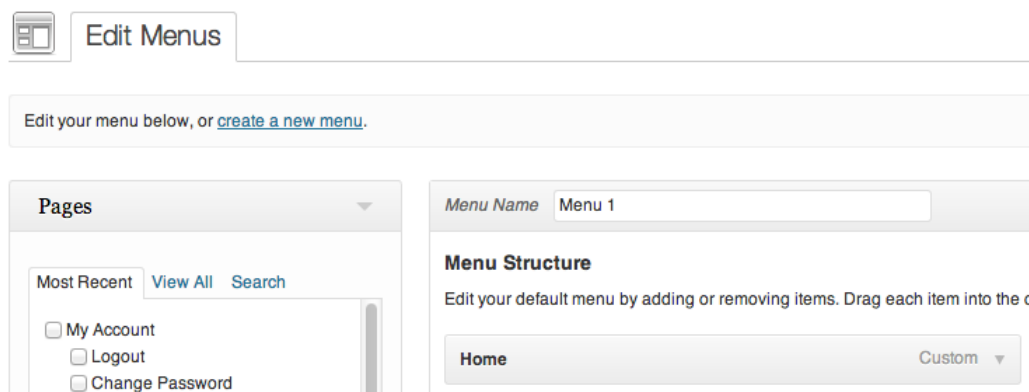 Edit Menus
Edit your menu below, or create a new menu.
Pages
Most Recent View All Search
My Account
Logout
Change Password
Menu Name Menu 1
Menu Structure
Edit your default menu by adding or removing items. Drag each item into the
Home Custom